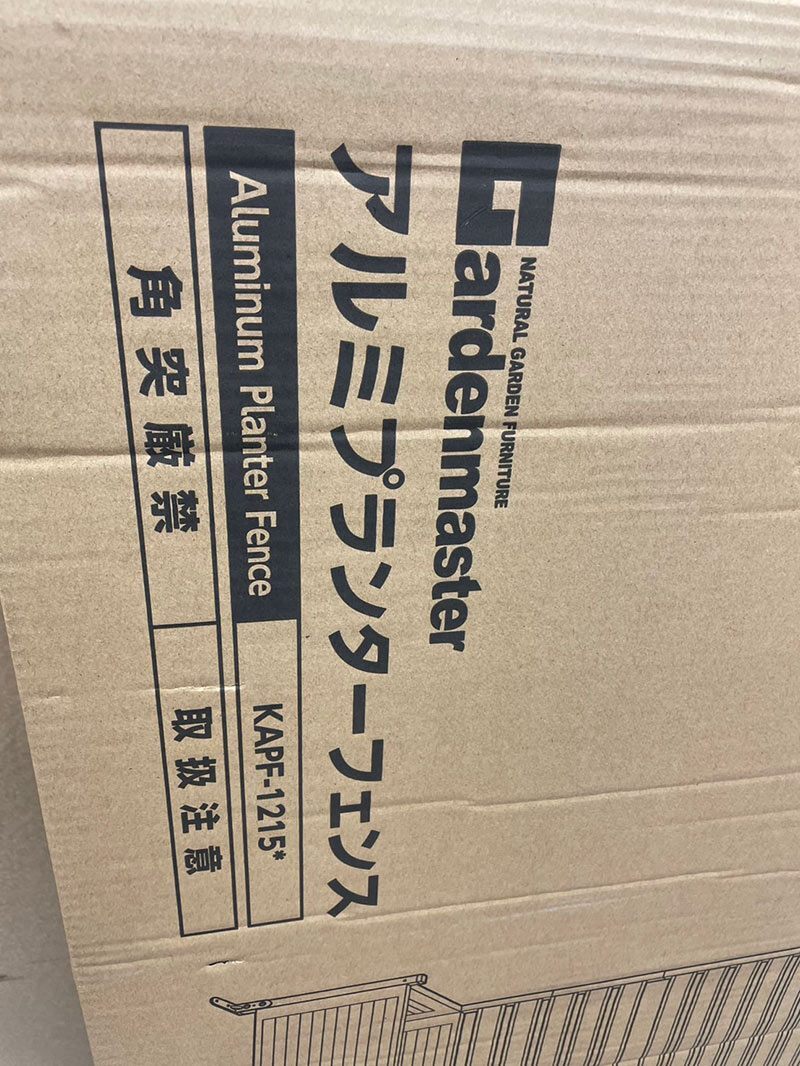 NATURAL GARDEN FURNITURE
Gardenmaster
アルミプランターフェンス
Aluminum Planter Fence KAPF-1215*
角突厳禁 取扱注意